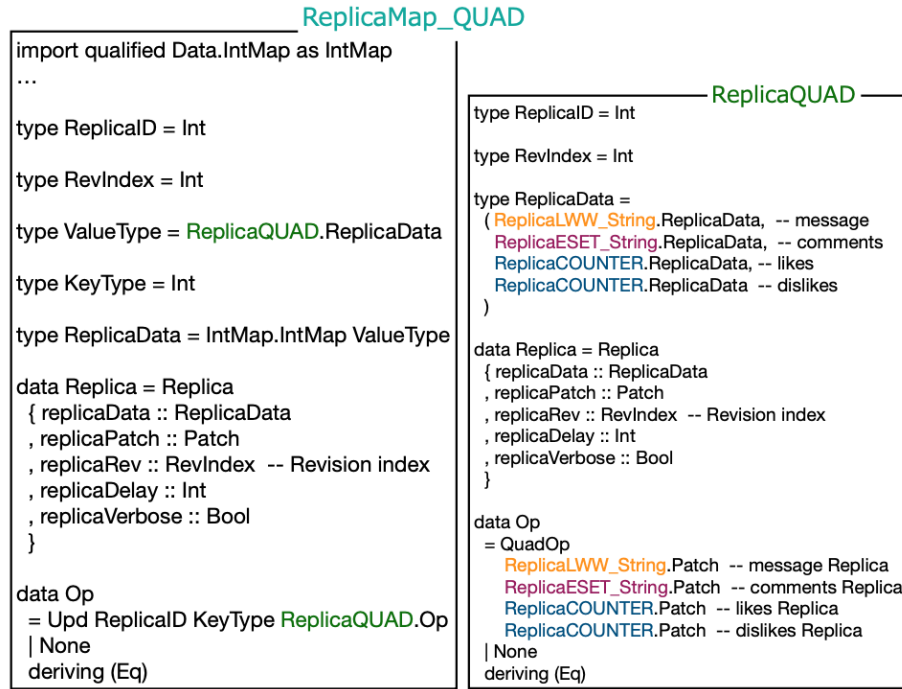 ReplicaMap_QUAD
import qualified Data.IntMap as IntMap
…
type ReplicaID = Int
type RevIndex = Int
type ValueType = ReplicaQUAD.ReplicaData
type KeyType = Int
type ReplicaData = IntMap.IntMap ValueType
data Replica = Replica
{ replicaData :: ReplicaData
, replicaPatch :: Patch
, replicaRev :: RevIndex -- Revision index
, replicaDelay :: Int
, replicaVerbose :: Bool
}
data Op
= Upd ReplicaID KeyType ReplicaQUAD.Op
| None
deriving (Eq)
ReplicaQUAD
type ReplicaID = Int
type RevIndex = Int
type ReplicaData =
( ReplicaLWW_String.ReplicaData, -- message
ReplicaESET_String.ReplicaData, -- comments
ReplicaCOUNTER.ReplicaData, -- likes
ReplicaCOUNTER.ReplicaData -- dislikes
)
data Replica = Replica
{ replicaData :: ReplicaData
, replicaPatch :: Patch
, replicaRev :: RevIndex -- Revision index
, replicaDelay :: Int
, replicaVerbose :: Bool
}
data Op
= QuadOp
ReplicaLWW_String.Patch -- message Replica
ReplicaESET_String.Patch -- comments Replica
ReplicaCOUNTER.Patch -- likes Replica
ReplicaCOUNTER.Patch -- dislikes Replica
| None
deriving (Eq)